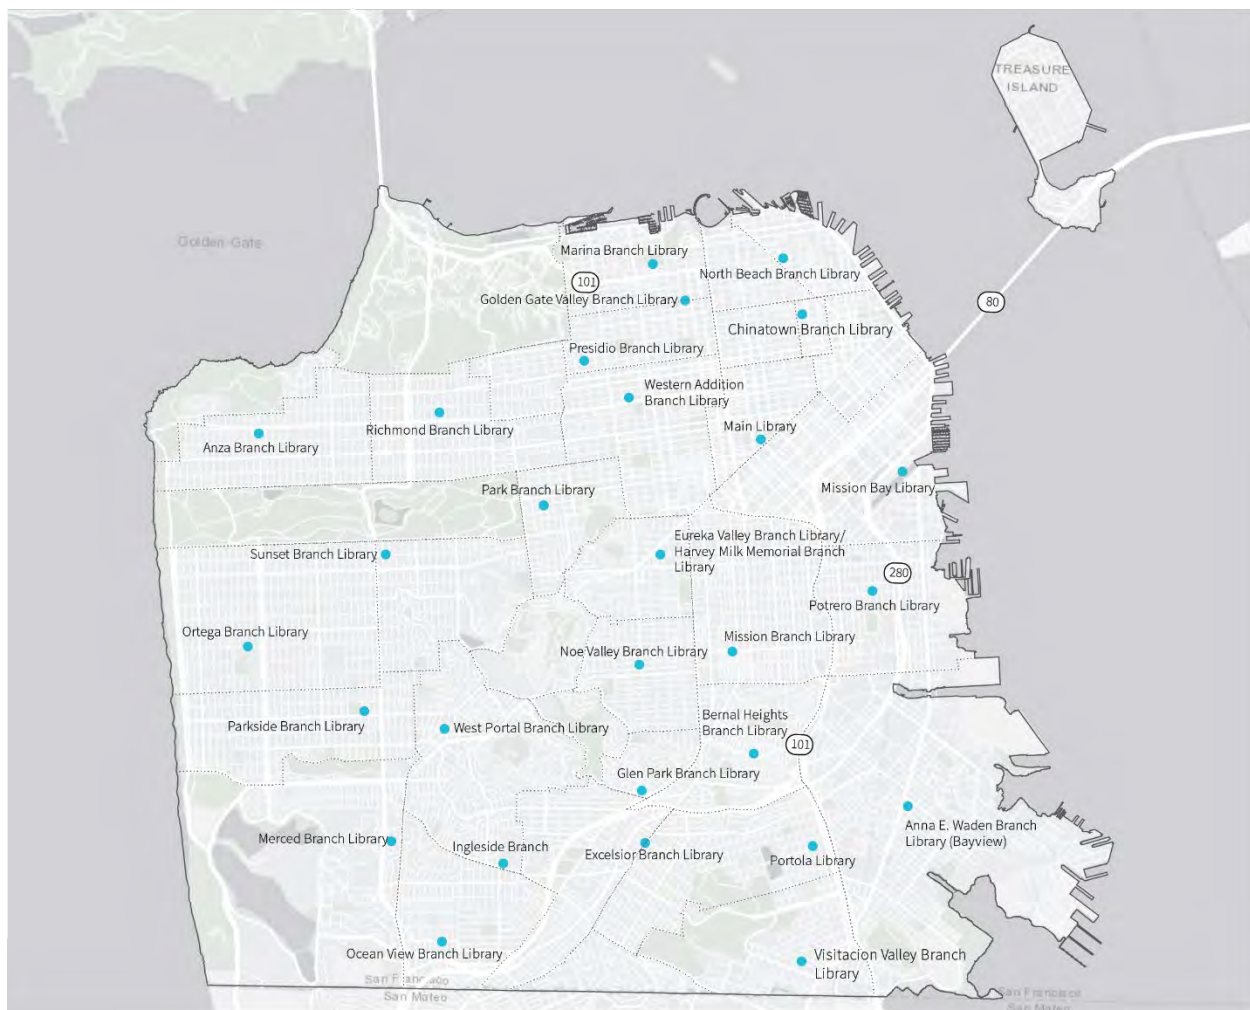 TREASURE
ISLAND
Golden Gate
Marina Branch Library
North Beach Branch Library
101
Golden Gate Valley Branch Library
80
Chinatown Branch Library
Presidio Branch Library
Western Addition
Branch Library
Richmond Branch Library
Main Library
Anza Branch Library
Park Branch Library
Mission Bay Library
Eureka Valley Branch Library/
Harvey Milk Memorial Branch
Library
Sunset Branch Library
280
Potrero Branch Library
Ortega Branch Library
Mission Branch Library
Noe Valley Branch Library
Parkside Branch Library
West Portal Branch Library
Bernal Heights
Branch Library
101
Glen Park Branch Library
Anna E. Waden Branch
Library (Bayview)
Merced Branch Library
Ingleside Branch
Excelsior Branch Library
Portola Library
Ocean View Branch Library
Visitacion Valley Branch
Library
San Francisco
San Mateo
San Francisco
San Mateo